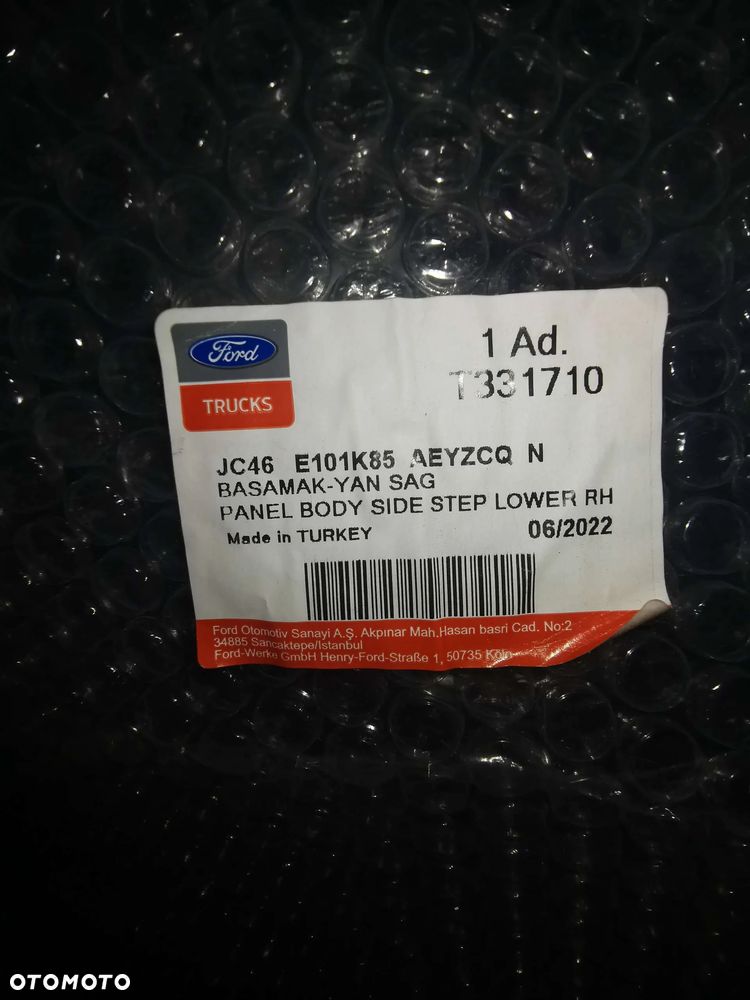 Ford
TRUCKS
1 Ad.
T331710
JC46 E101K85 AEYZCQ N
BASAMAK-YAN SAG
PANEL BODY SIDE STEP LOWER RH
Made in TURKEY 06/2022
Ford Otomotiv Sanayi A.Ş. Akpınar Mah.Hasan basri Cad. No:2
34885 Sancaktepe/Istanbul
Ford-Werke GmbH Henry-Ford-Straße 1, 50735 Köln
OTOMOTO